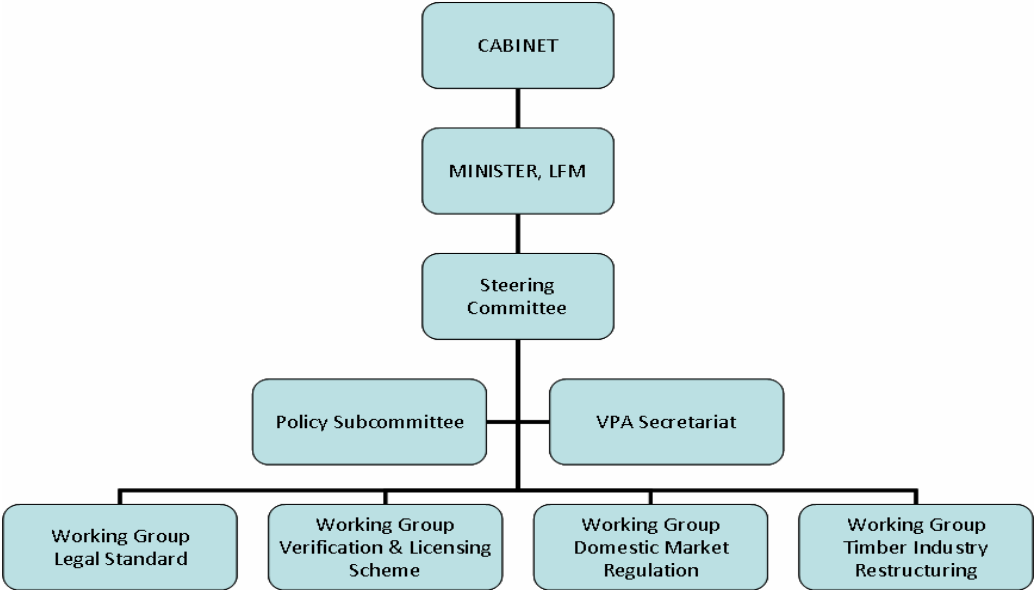 CABINET
MINISTER, LFM
Steering
Committee
Policy Subcommittee
VPA Secretariat
Working Group
Legal Standard
Working Group
Verification & Licensing
Scheme
Working Group
Domestic Market
Regulation
Working Group
Timber Industry
Restructuring